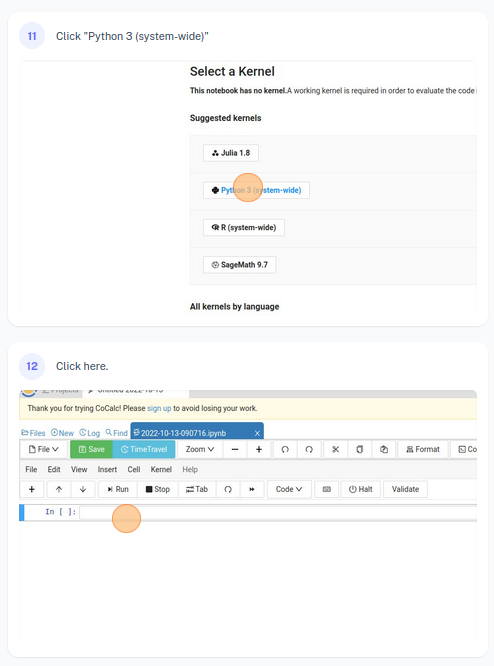 11 Click "Python 3 (system-wide)"
Select a Kernel
This notebook has no kernel.A working kernel is required in order to evaluate the code
Suggested kernels
Julia 1.8
Python 3 (system-wide)
R (system-wide)
SageMath 9.7
All kernels by language
12 Click here.
Projects Untitled 2022-10-13
Thank you for trying CoCalc! Please sign up to avoid losing your work.
Files New Log Find 2022-10-13-090716.ipynb X
File Save TimeTravel Zoom Format Co
File Edit View Insert Cell Kernel Help
Run Stop Tab Code Halt Validate
In [ ]: